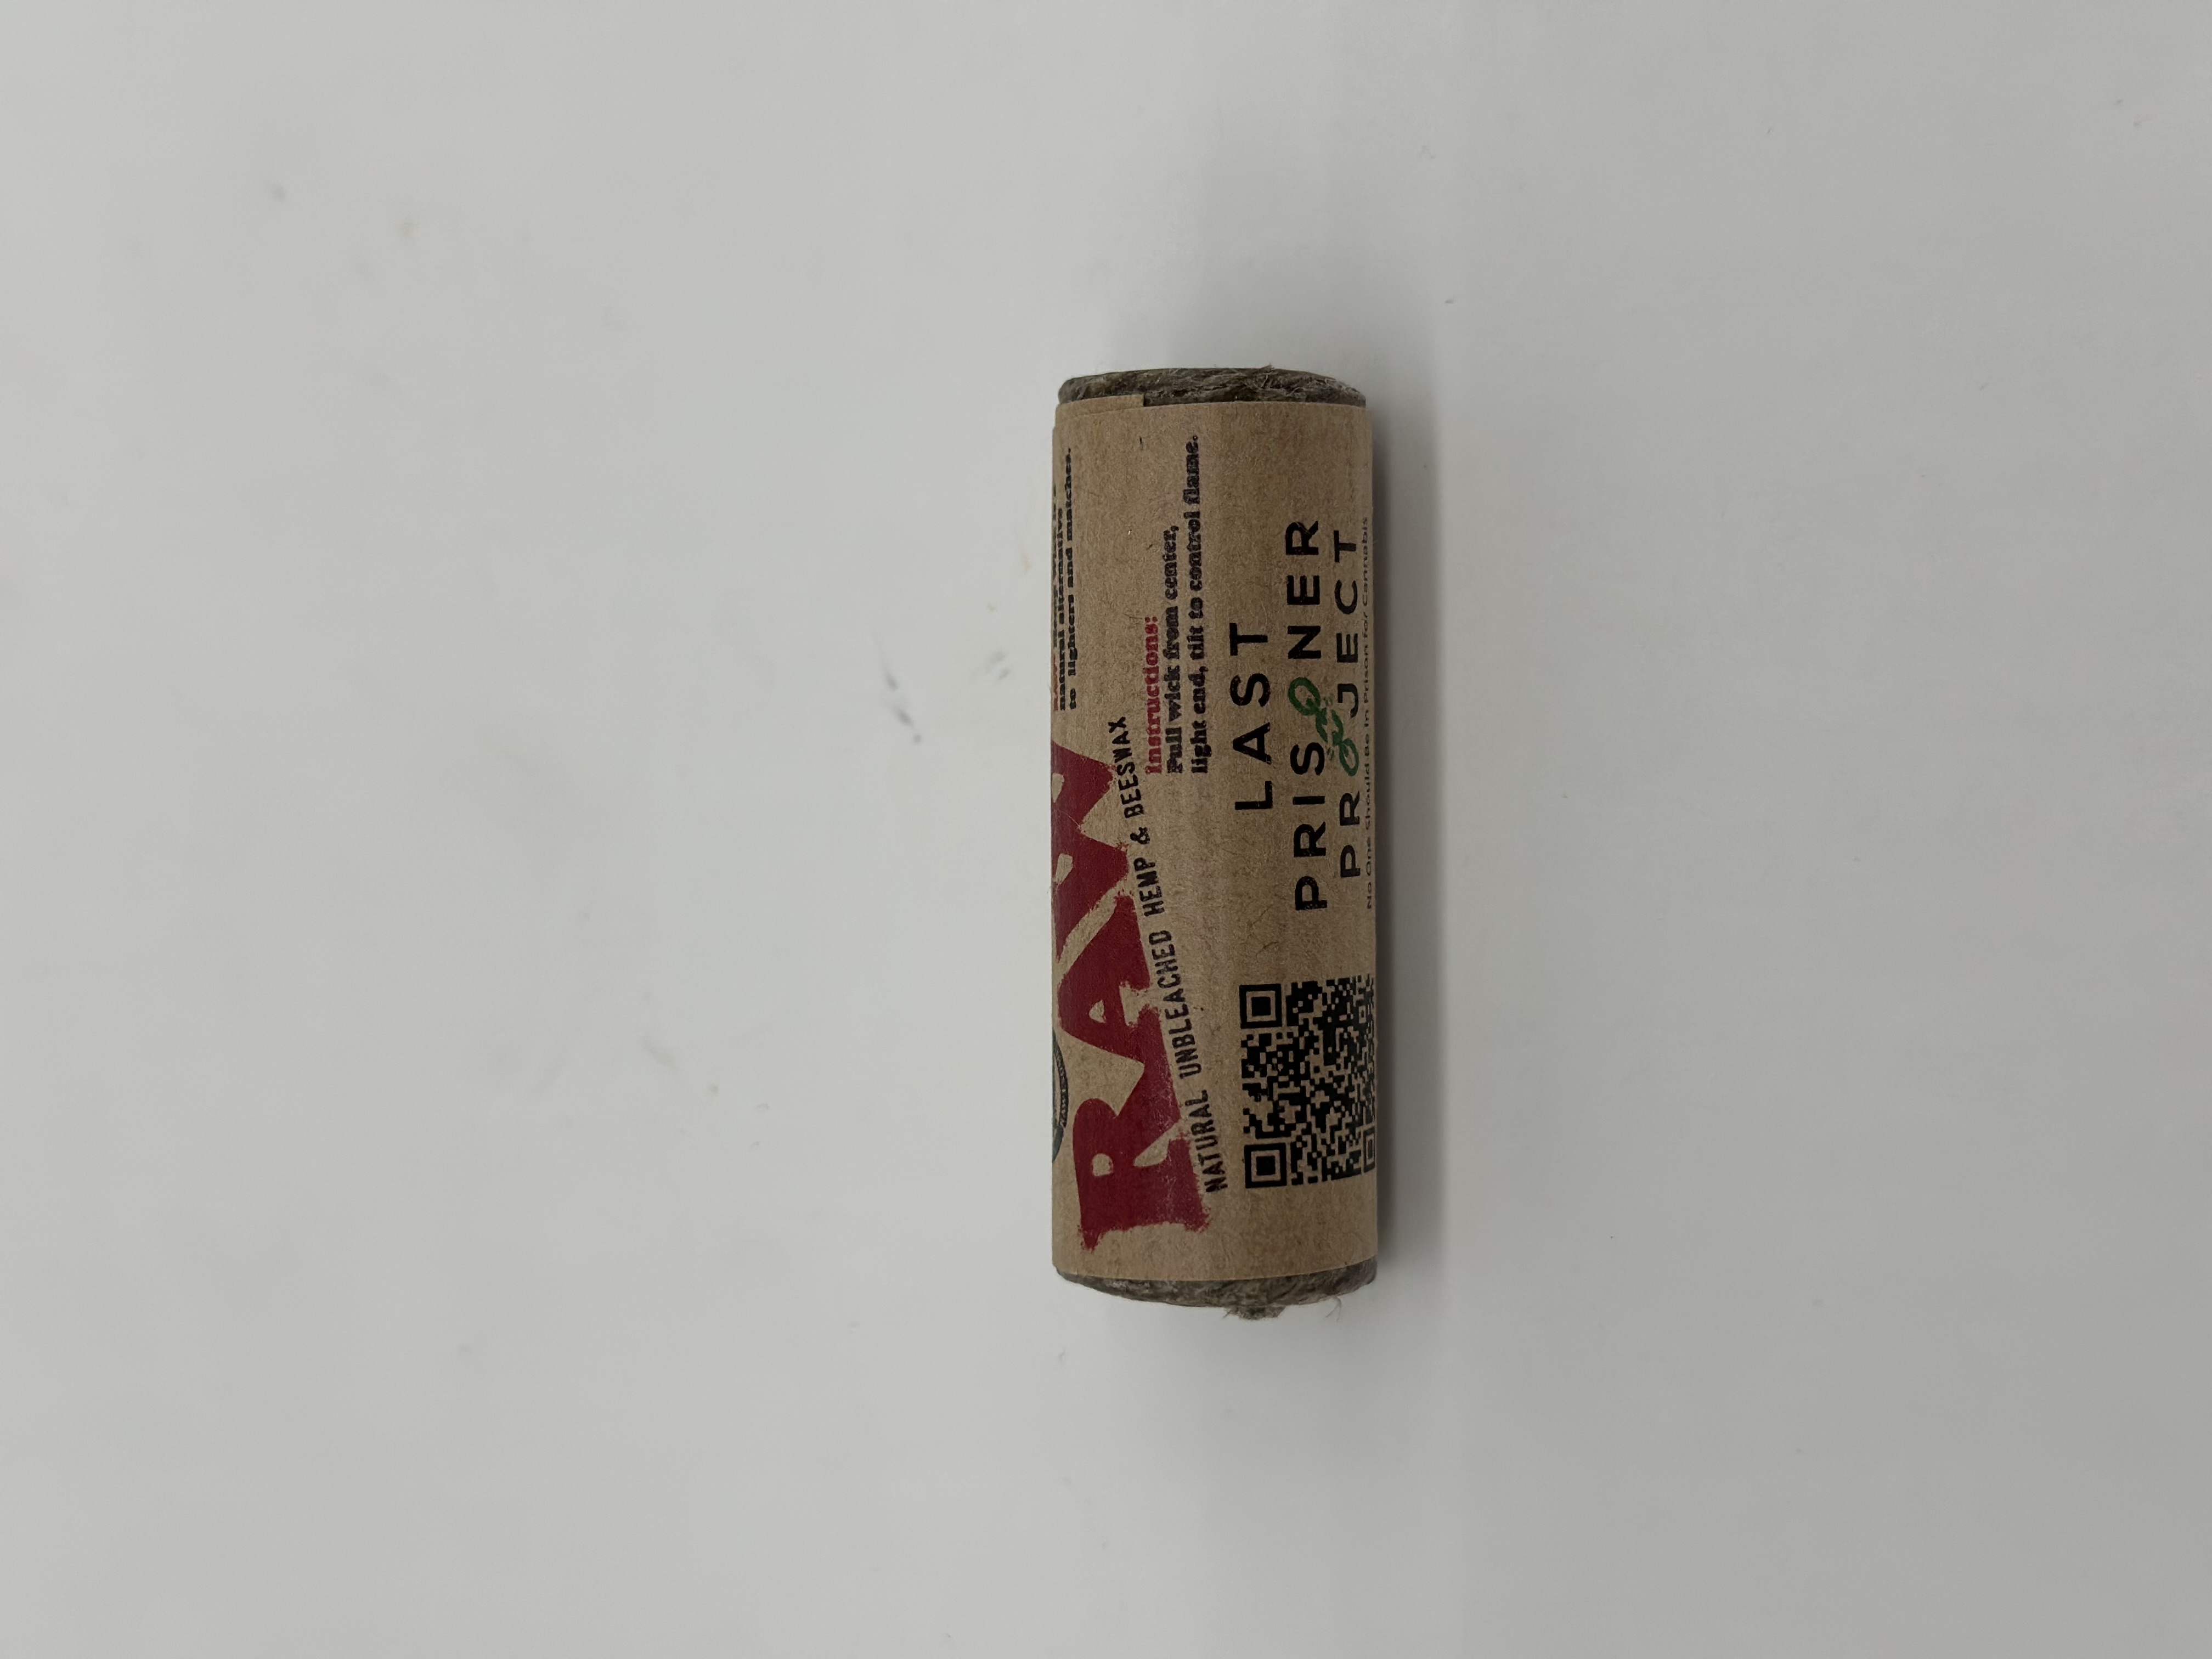 natural alternative
to lighters and matches.
RAW
NATURAL UNBLEACHED HEMP & BEESWAX
Instructions:
Pull wick from center,
light end, tilt to control flame.
LAST
PRISONER
PROJECT
No One Should Be In Prison for Cannabis